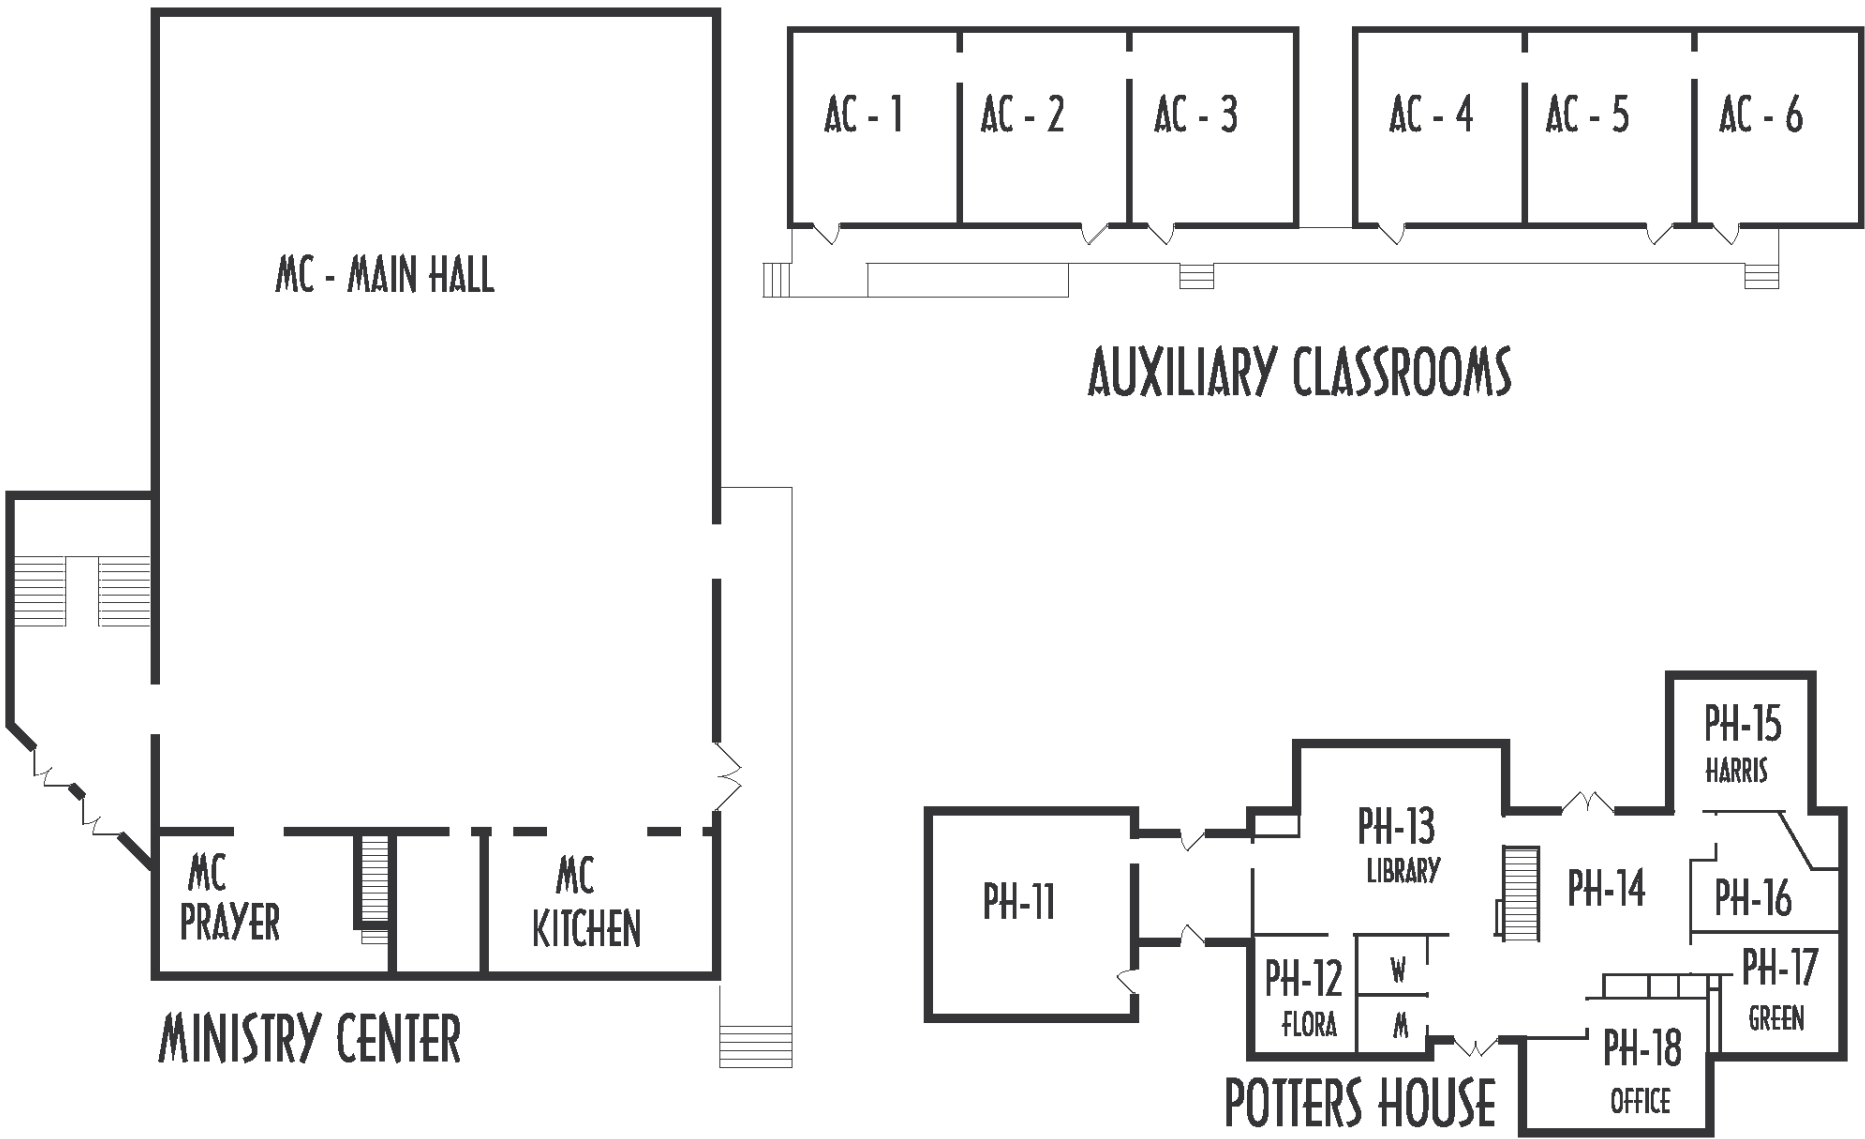 AC - 1
AC - 2
AC - 3
AC - 4
AC - 5
AC - 6
MC - MAIN HALL
AUXILIARY CLASSROOMS
PH-15
HARRIS
PH-13
LIBRARY
PH-11
PH-14
PH-16
MC
PRAYER
MC
KITCHEN
PH-12
FLORA
W
M
PH-17
GREEN
PH-18
OFFICE
MINISTRY CENTER
POTTERS HOUSE